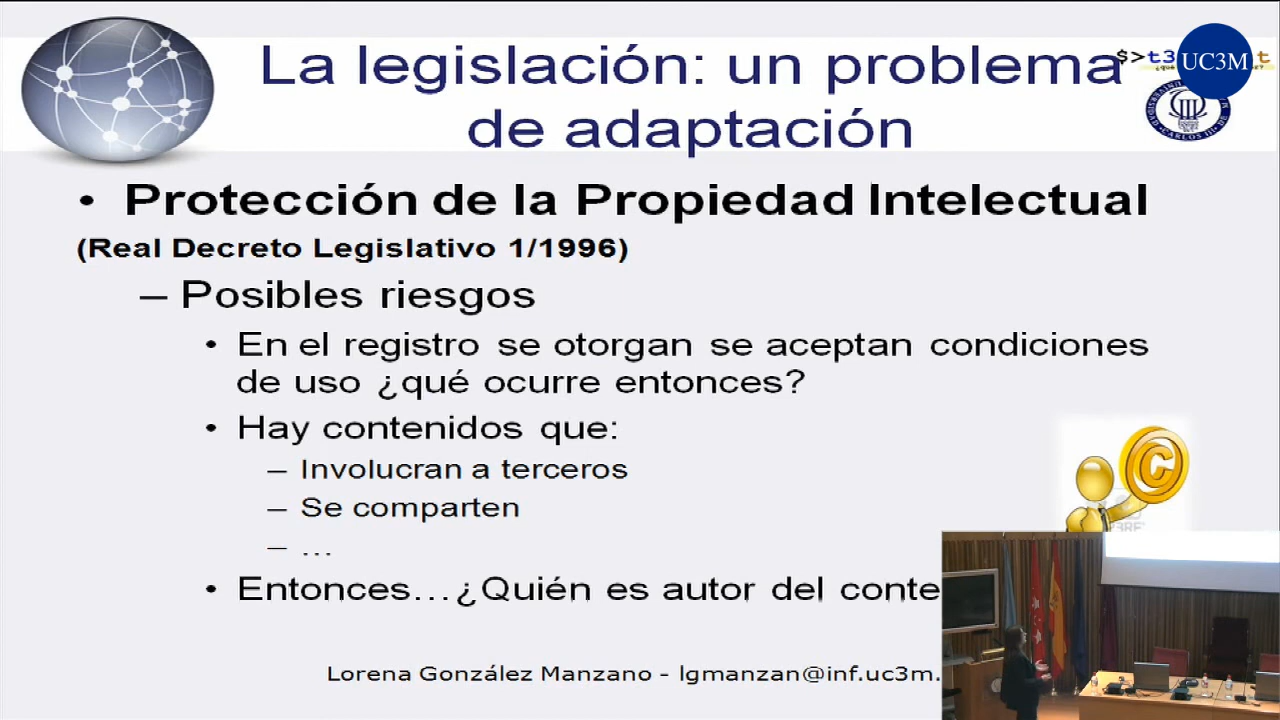 La legislación: un problema
de adaptación
$>t3
t
UC3M
• Protección de la Propiedad Intelectual
(Real Decreto Legislativo 1/1996)
– Posibles riesgos
• En el registro se otorgan se aceptan condiciones
de uso ¿qué ocurre entonces?
• Hay contenidos que:
– Involucran a terceros
– Se comparten
– …
• Entonces…¿Quién es autor del conte
Lorena González Manzano - lgmanzan@inf.uc3m.